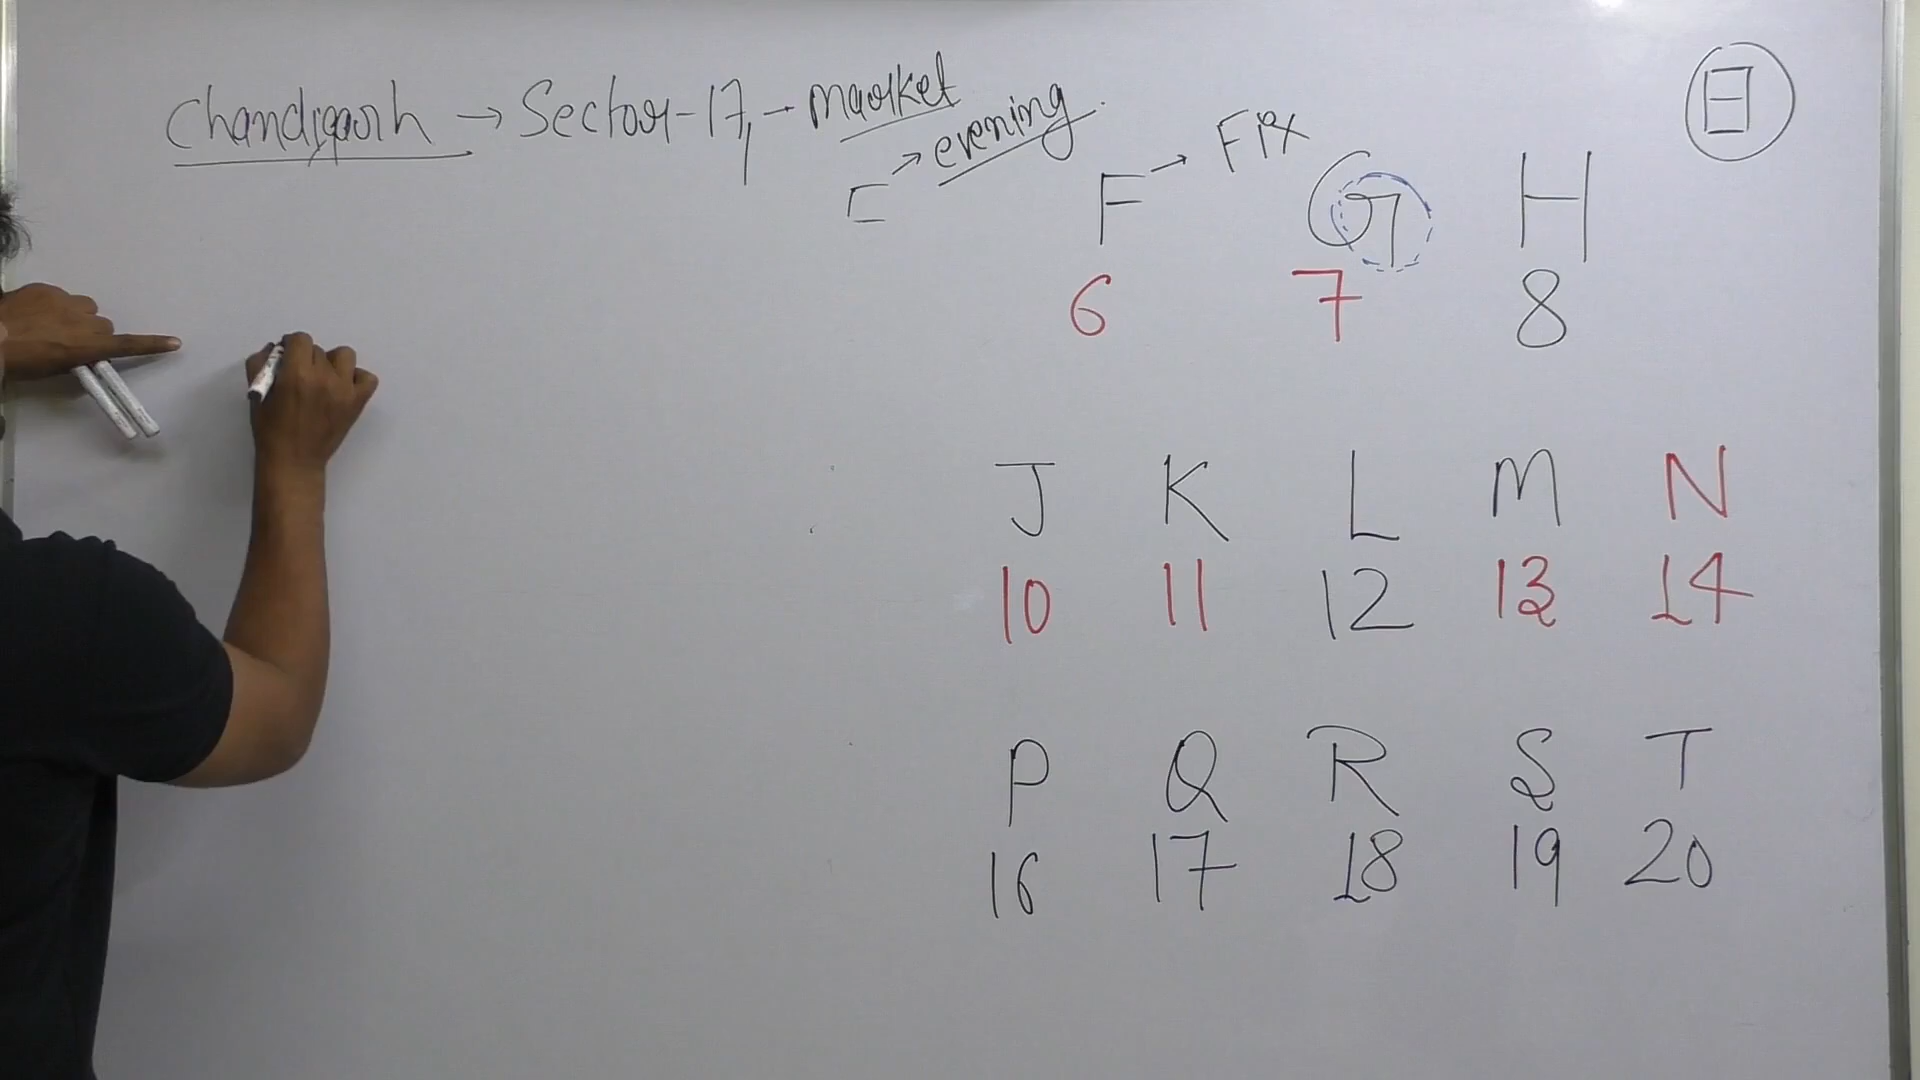 Chandigarh → Sector-17, - market
→ evening
F → Fix G H
6 7 8
J K L M N
10 11 12 13 14
P Q R S T
16 17 18 19 20